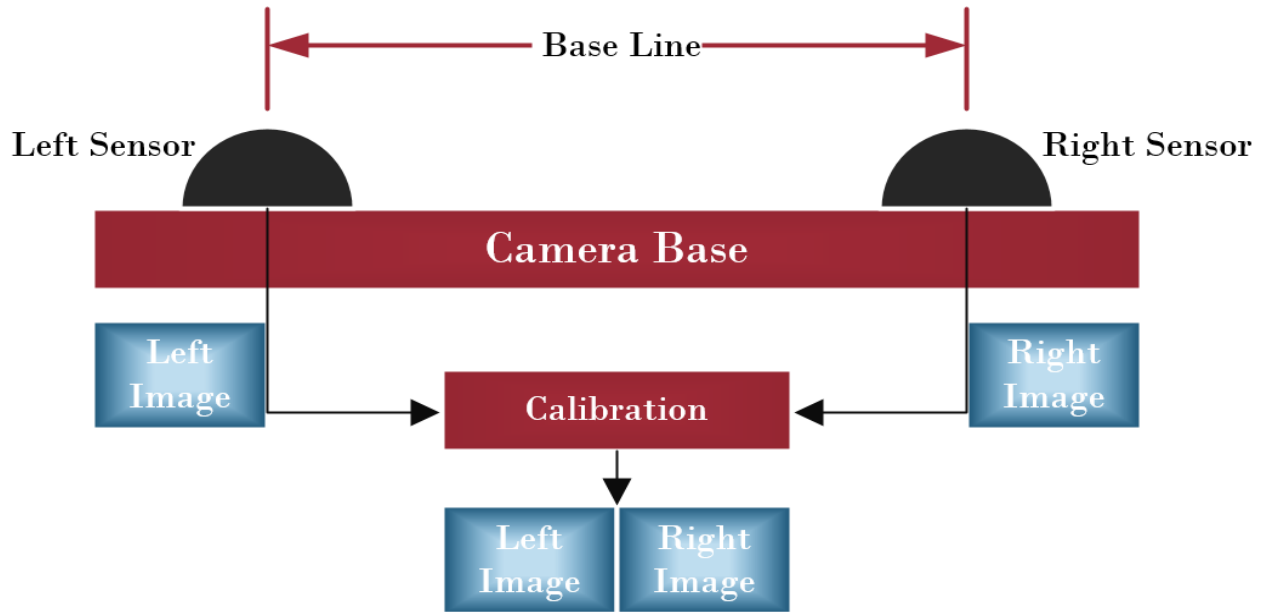 Base Line
Left Sensor
Right Sensor
Camera Base
Left
Image
Right
Image
Calibration
Left
Image
Right
Image